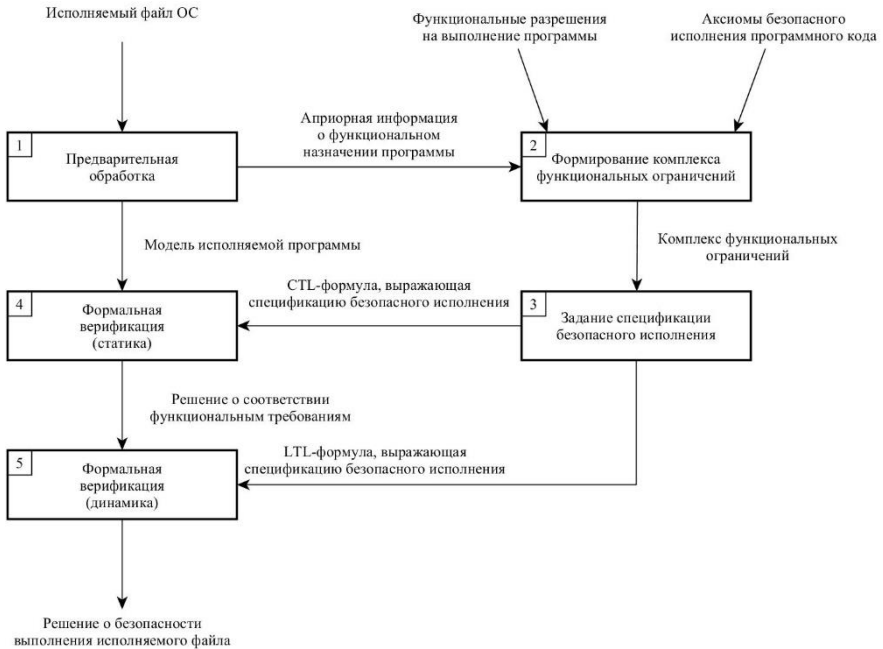 Исполняемый файл ОС
Функциональные разрешения
на выполнение программы
Аксиомы безопасного
исполнения программного кода
1
Предварительная
обработка
Априорная информация
о функциональном
назначении программы
2
Формирование комплекса
функциональных ограничений
Модель исполняемой программы
Комплекс функциональных
ограничений
4
Формальная
верификация
(статика)
CTL-формула, выражающая
спецификацию безопасного исполнения
3
Задание спецификации
безопасного исполнения
Решение о соответствии
функциональным требованиям
5
Формальная
верификация
(динамика)
LTL-формула, выражающая
спецификацию безопасного исполнения
Решение о безопасности
выполнения исполняемого файла